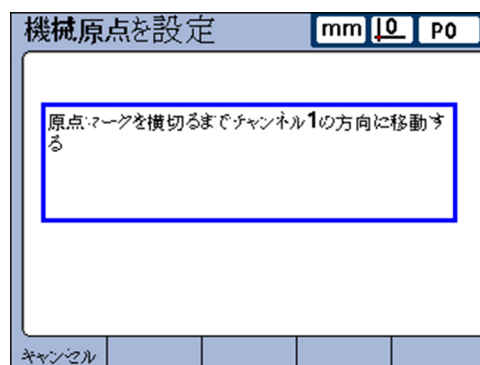 機械原点を設定
mm 0 P0
原点マークを横切るまでチャンネル1の方向に移動す
る
キャンセル